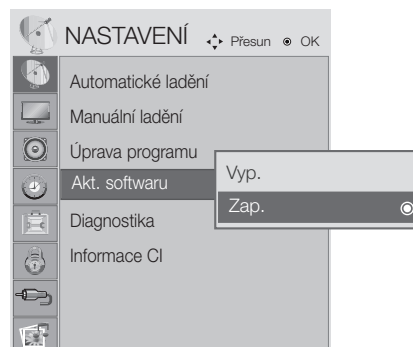 NASTAVENÍ Přesun OK
Automatické ladění
Manuální ladění
Úprava programu
Akt. softwaru
Vyp.
Zap.
Diagnostika
Informace CI